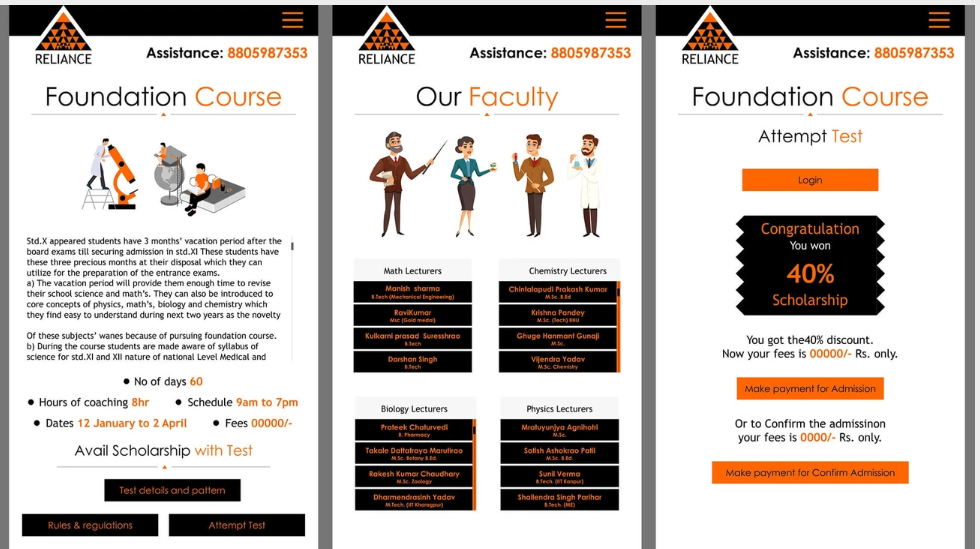 RELIANCE
Assistance: 8805987353
Foundation Course
Std.X appeared students have 3 months' vacation period after the
board exams till securing admission in std.XI These students have
these three precious months at their disposal which they can
utilize for the preparation of the entrance exams.
a) The vacation period will provide them enough time to revise
their school science and math's. They can also be introduced to
core concepts of physics, math's, biology and chemistry which
they find easy to understand during next two years as the novelty
Of these subjects' wanes because of pursuing foundation course.
b) During the course students are made aware of syllabus of
science for std.XI and XII nature of national Level Medical and
No of days 60
Hours of coaching 8hr
Schedule 9am to 7pm
Dates 12 January to 2 April
Fees 00000/-
Avail Scholarship with Test
Test details and pattern
Rules & regulations
Attempt Test
RELIANCE
Assistance: 8805987353
Our Faculty
Math Lecturers
Manish sharma
B.Tech (Mechanical Engineering)
RaviKumar
Msc (Gold medal)
Kulkarni prasad Suresshrao
B.Tech
Darshan Singh
B.Tech
Chemistry Lecturers
Chintalapudi Prakash Kumar
M.Sc. B.Ed
Krishna Pandey
M.Sc. (Tech) BHU
Ghuge Hanmant Gunaji
M.Sc.
Vijendra Yadav
M.Sc. Chemistry
Biology Lecturers
Prateek Chaturvedi
B. Pharmacy
Takale Dattatraya Marutirao
M.Sc. Botany B.Ed.
Rakesh Kumar Chaudhary
M.Sc. Zoology
Dharmendrasinh Yadav
M.Tech. (IIT Kharagpur)
Physics Lecturers
Mratuyunjya Agnihotri
M.Sc.
Satish Ashokrao Patil
M.Sc. B.Ed
Sunil Verma
B.Tech. (IIT Kanpur)
Shailendra Singh Parihar
B.Tech. (ME)
RELIANCE
Assistance: 8805987353
Foundation Course
Attempt Test
Login
Congratulation
You won
40%
Scholarship
You got the40% discount.
Now your fees is 00000/- Rs. only.
Make payment for Admission
Or to Confirm the admissinon
your fees is 0000/- Rs. only.
Make payment for Confirm Admission